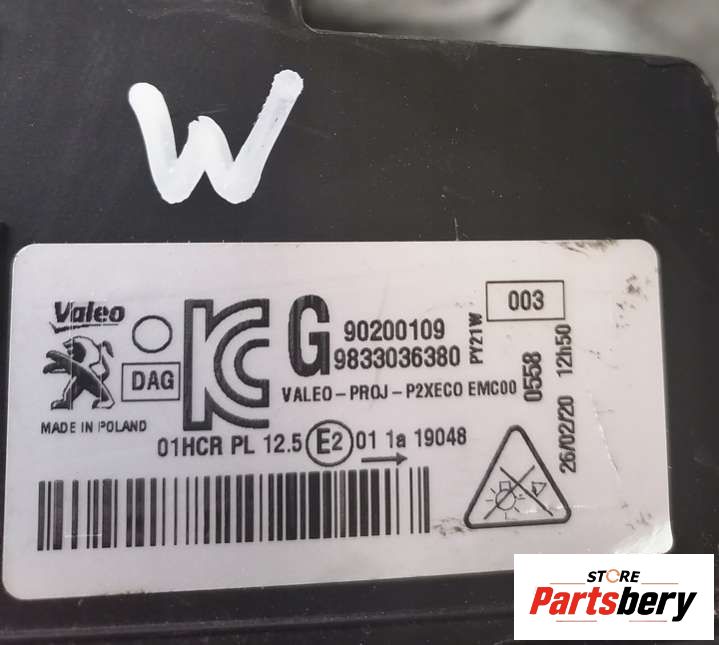 W
Valeo
DAG
MADE IN POLAND
KC
G
90200109
9833036380
PY21W
003
VALEO-PROJ-P2XECO EMC00
0558
26/02/20 12h50
01HCR PL 12.5 E2 01 1a 19048
STORE
Partsbery